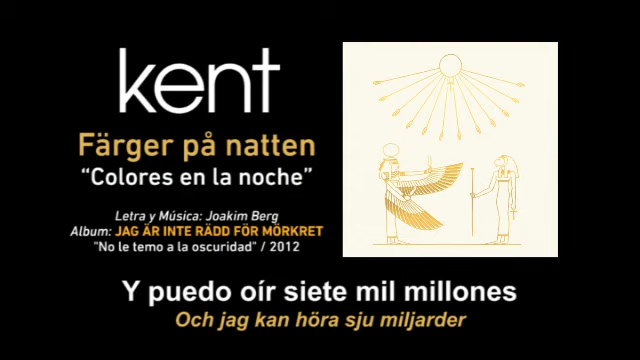 kent
Färger på natten
“Colores en la noche”
Letra y Música: Joakim Berg
Album: JAG ÄR INTE RÄDD FÖR MÖRKRET
"No le temo a la oscuridad" / 2012
Y puedo oír siete mil millones
Och jag kan höra sju miljarder